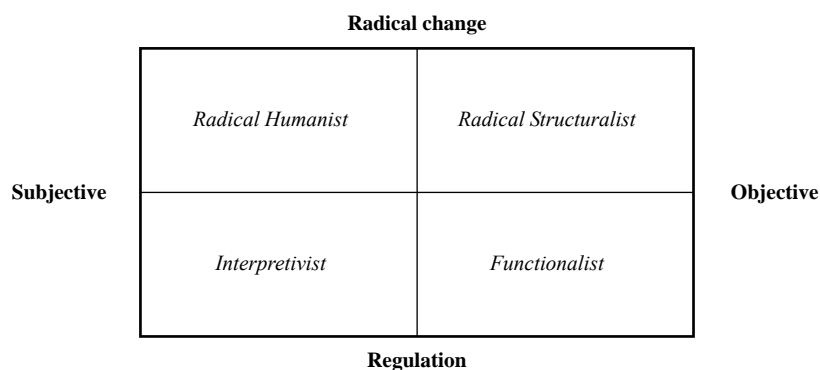 Radical change
Radical Humanist
Radical Structuralist
Subjective
Objective
Interpretivist
Functionalist
Regulation